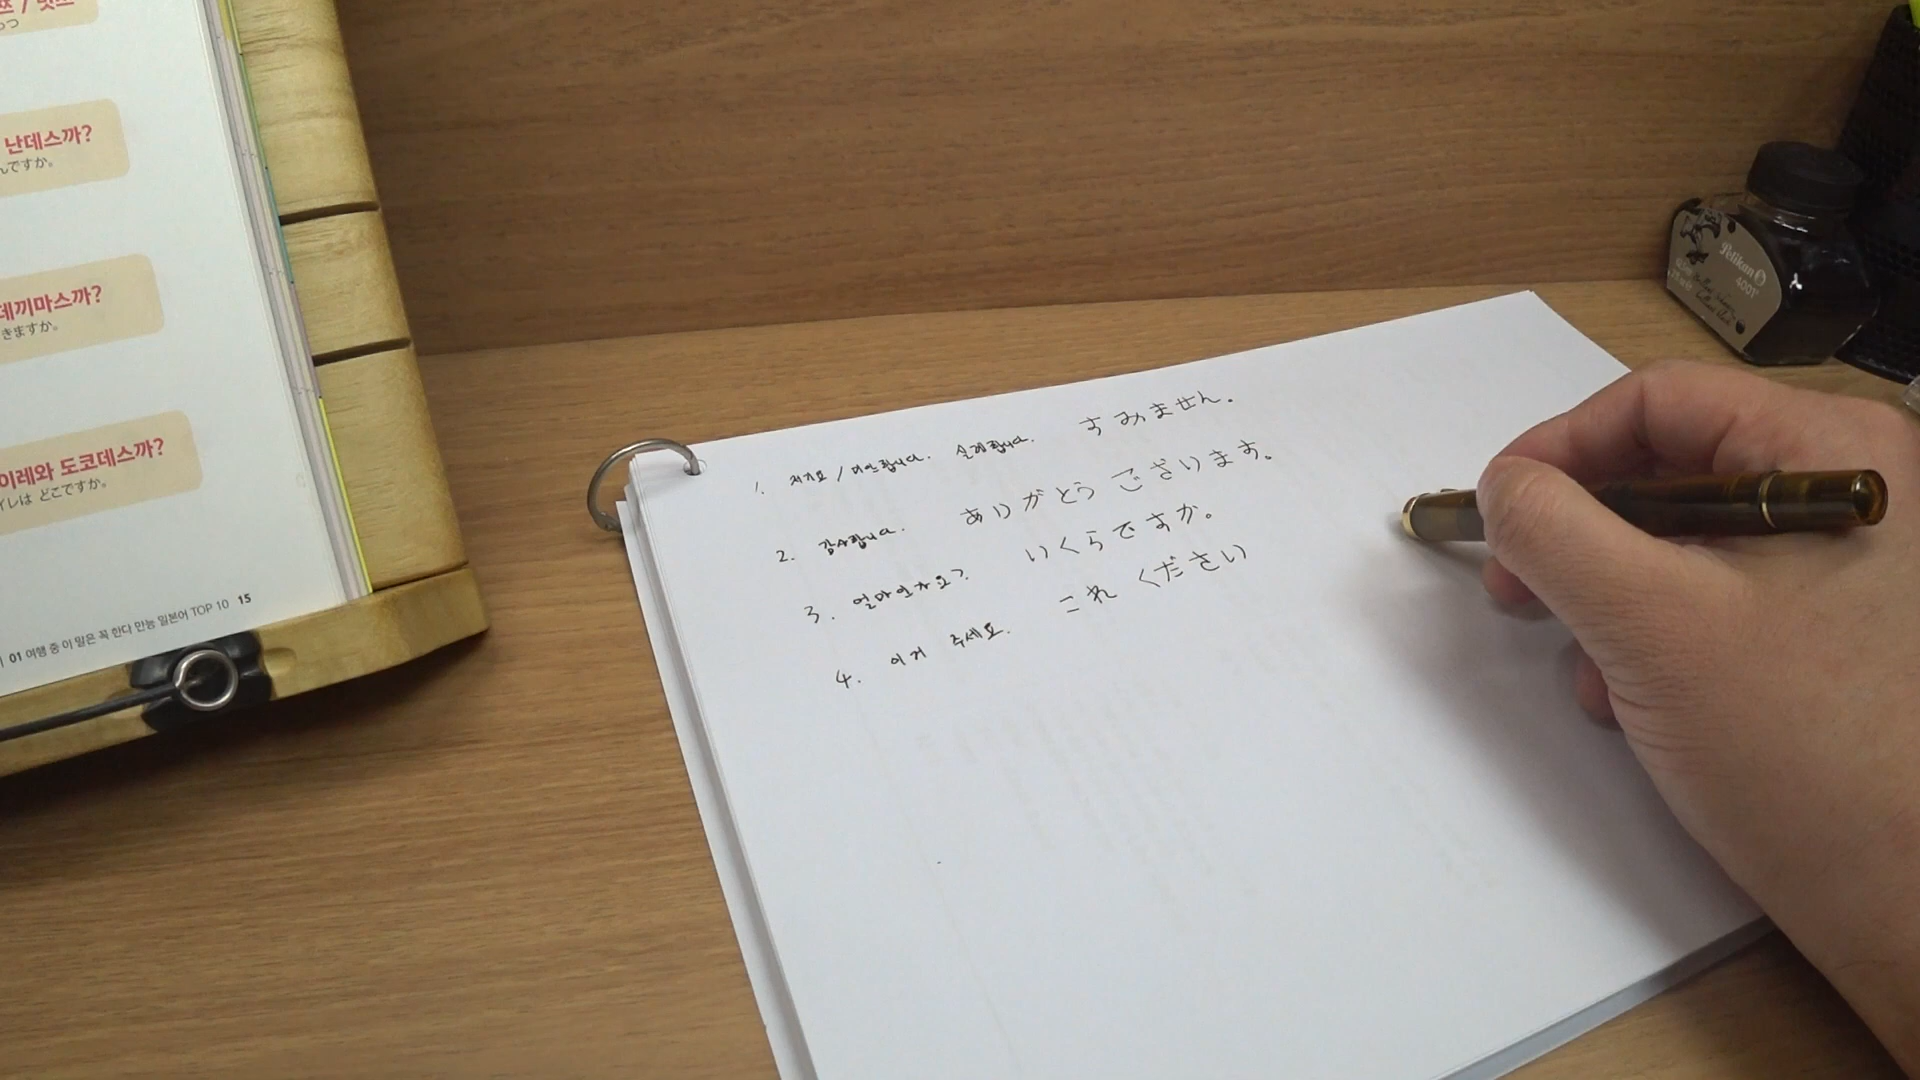 난데스까?
んですか。
데끼마스까?
きますか。
이레와 도코데스까?
イレは どこですか。
01 여행 중 이 말은 꼭 한다 만능 일본어 TOP 10 15
Pelikan
4001
1. 저기요 / 미안합니다. 실례합니다. すみません。
2. 감사합니다. ありがとう ございます。
3. 얼마인가요? いくらですか。
4. 이거 주세요. これ ください